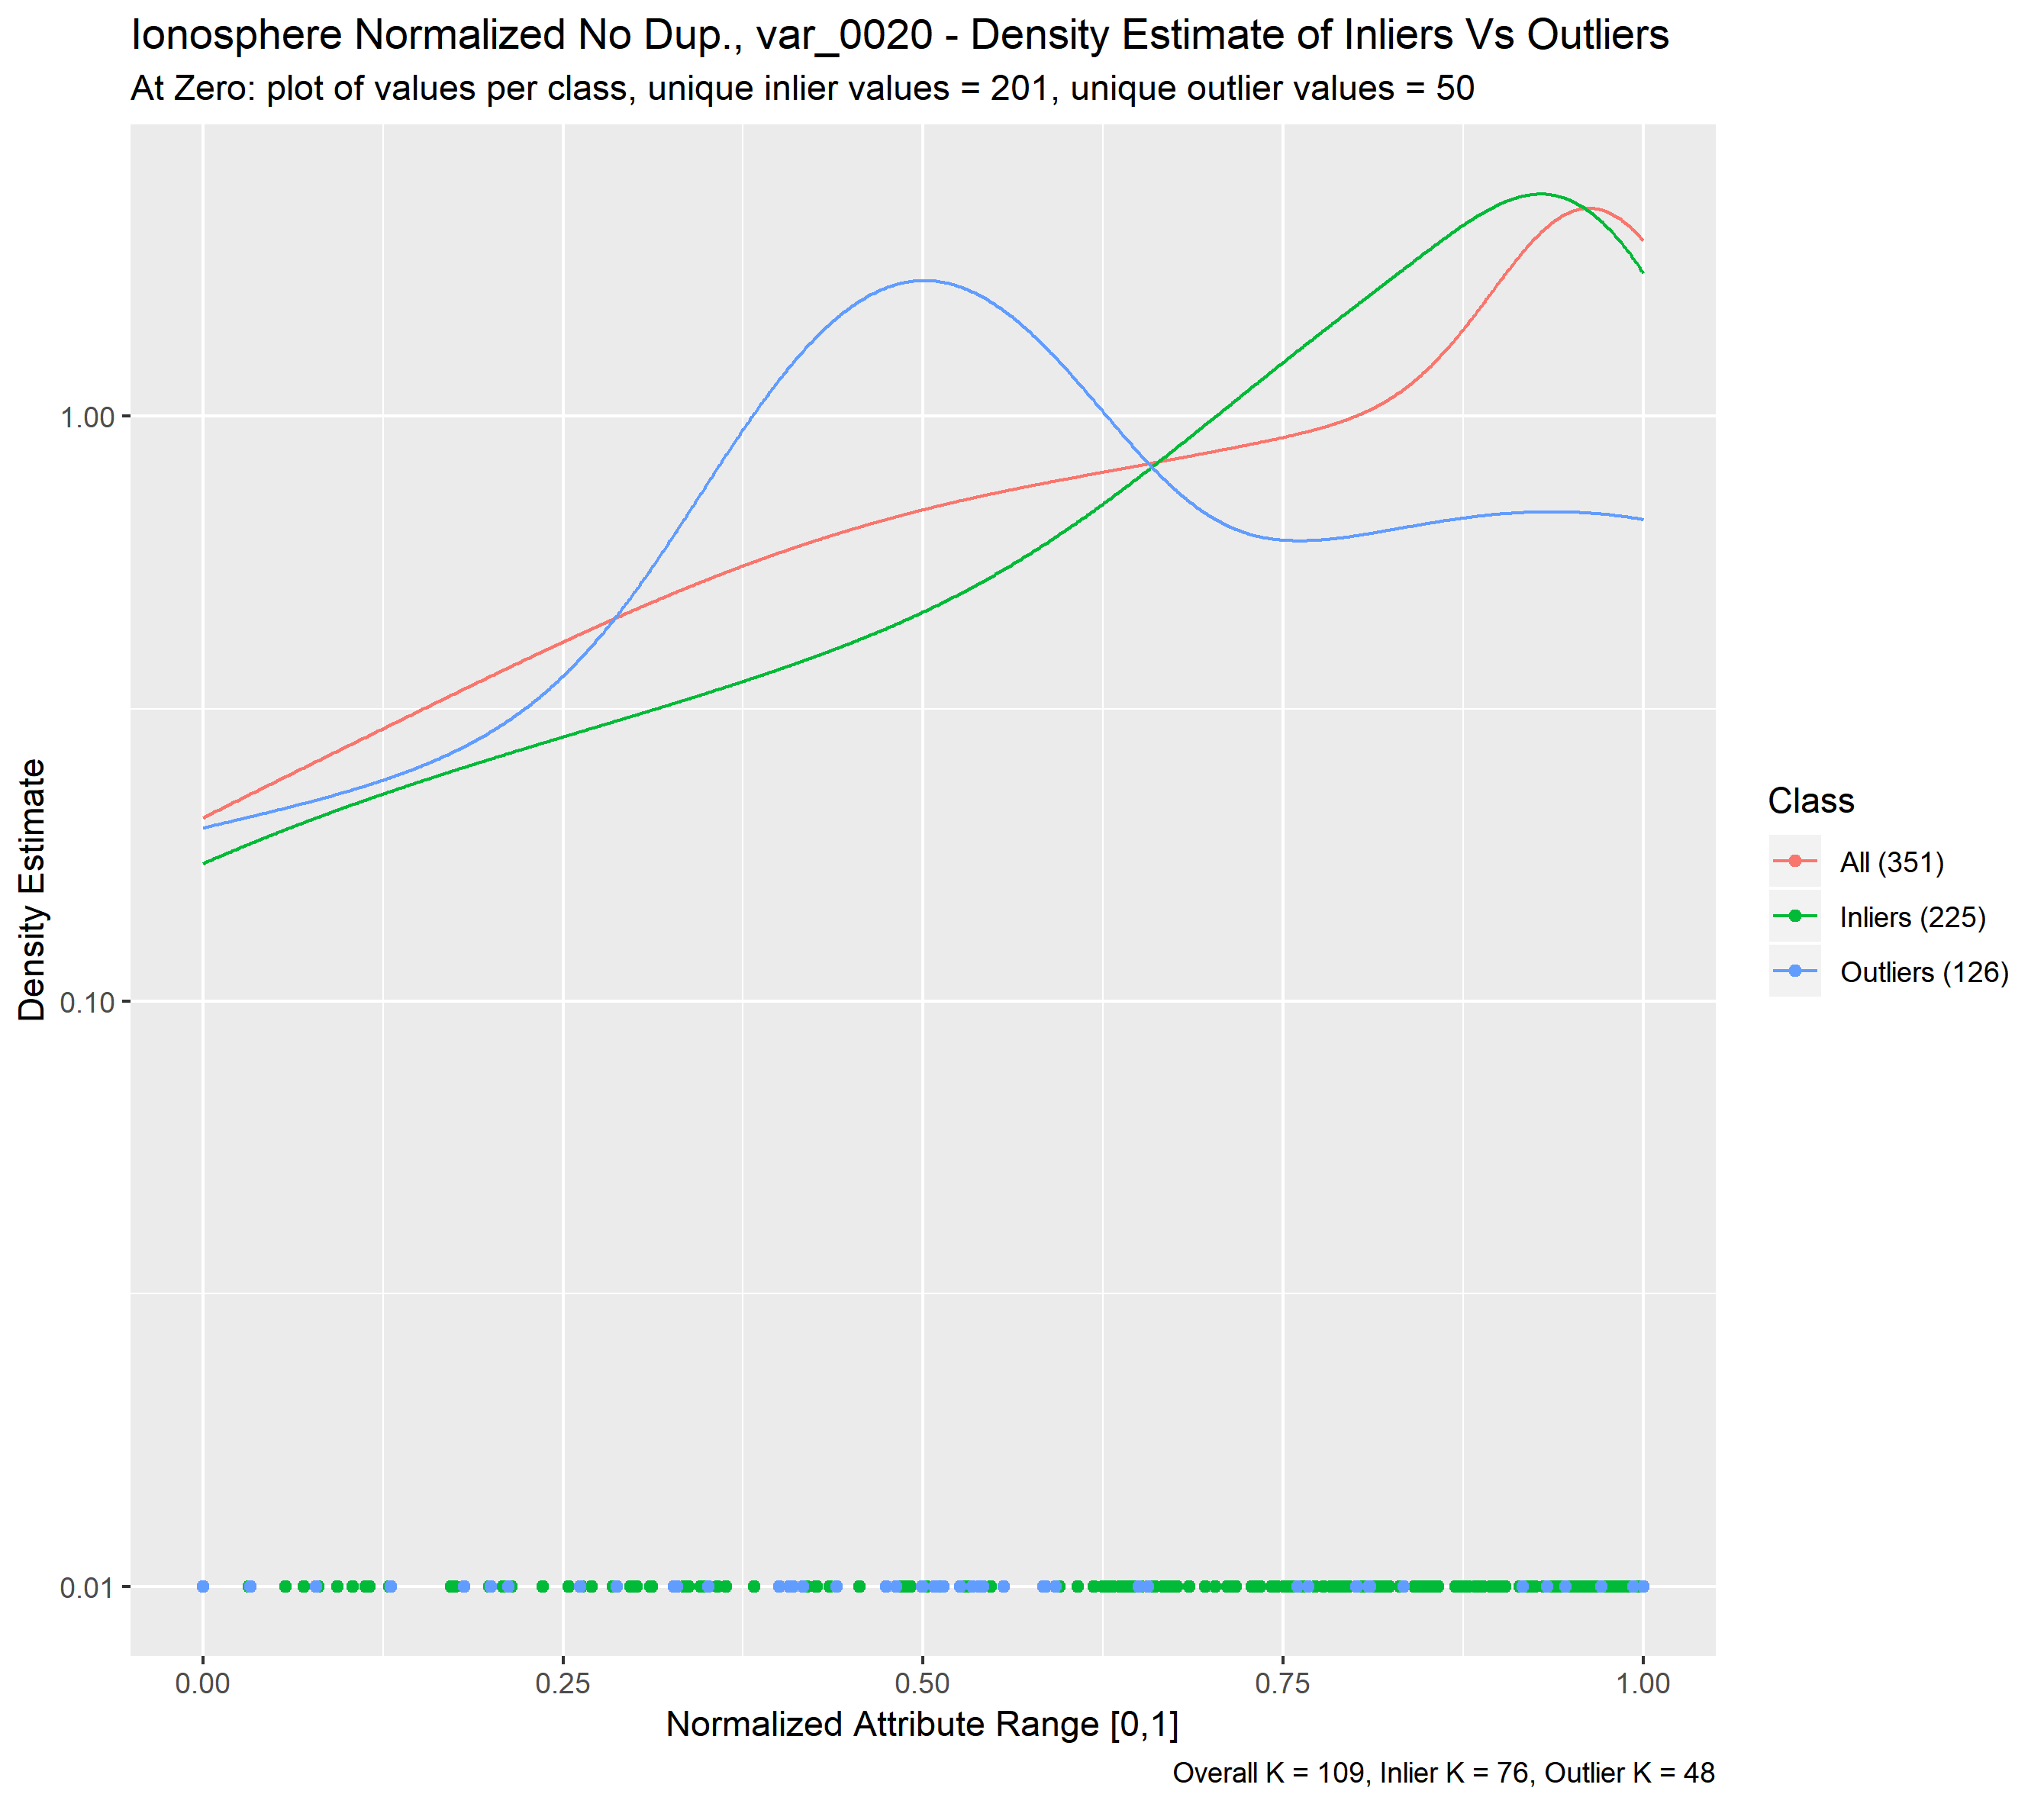 Ionosphere Normalized No Dup., var_0020 - Density Estimate of Inliers Vs Outliers
At Zero: plot of values per class, unique inlier values = 201, unique outlier values = 50
Density Estimate
1.00
0.10
0.01
0.00
0.25
0.50
0.75
1.00
Normalized Attribute Range [0,1]
Overall K = 109, Inlier K = 76, Outlier K = 48
Class
All (351)
Inliers (225)
Outliers (126)